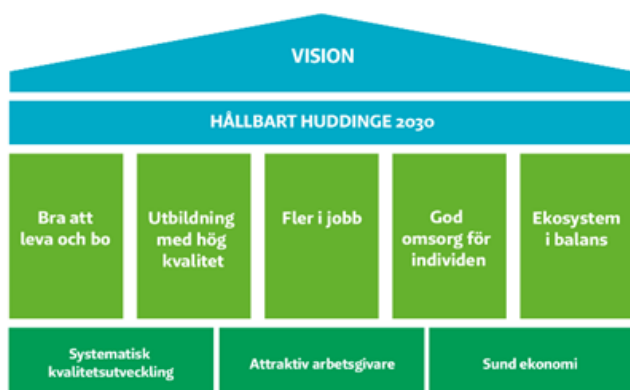 VISION
HÅLLBART HUDDINGE 2030
Bra att
leva och bo
Utbildning
med hög
kvalitet
Fler i jobb
God
omsorg för
individen
Ekosystem
i balans
Systematisk
kvalitetsutveckling
Attraktiv arbetsgivare
Sund ekonomi